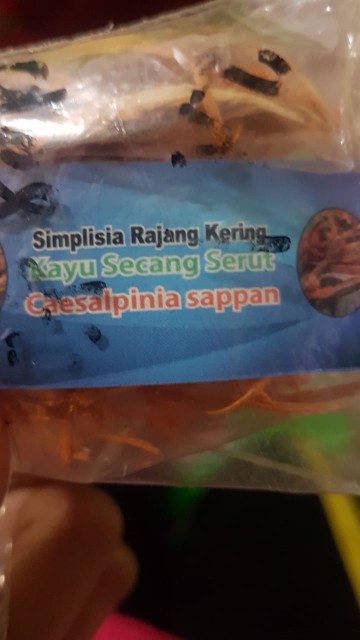 Simplisia Rajang Kering
Kayu Secang Serut
Caesalpinia sappan